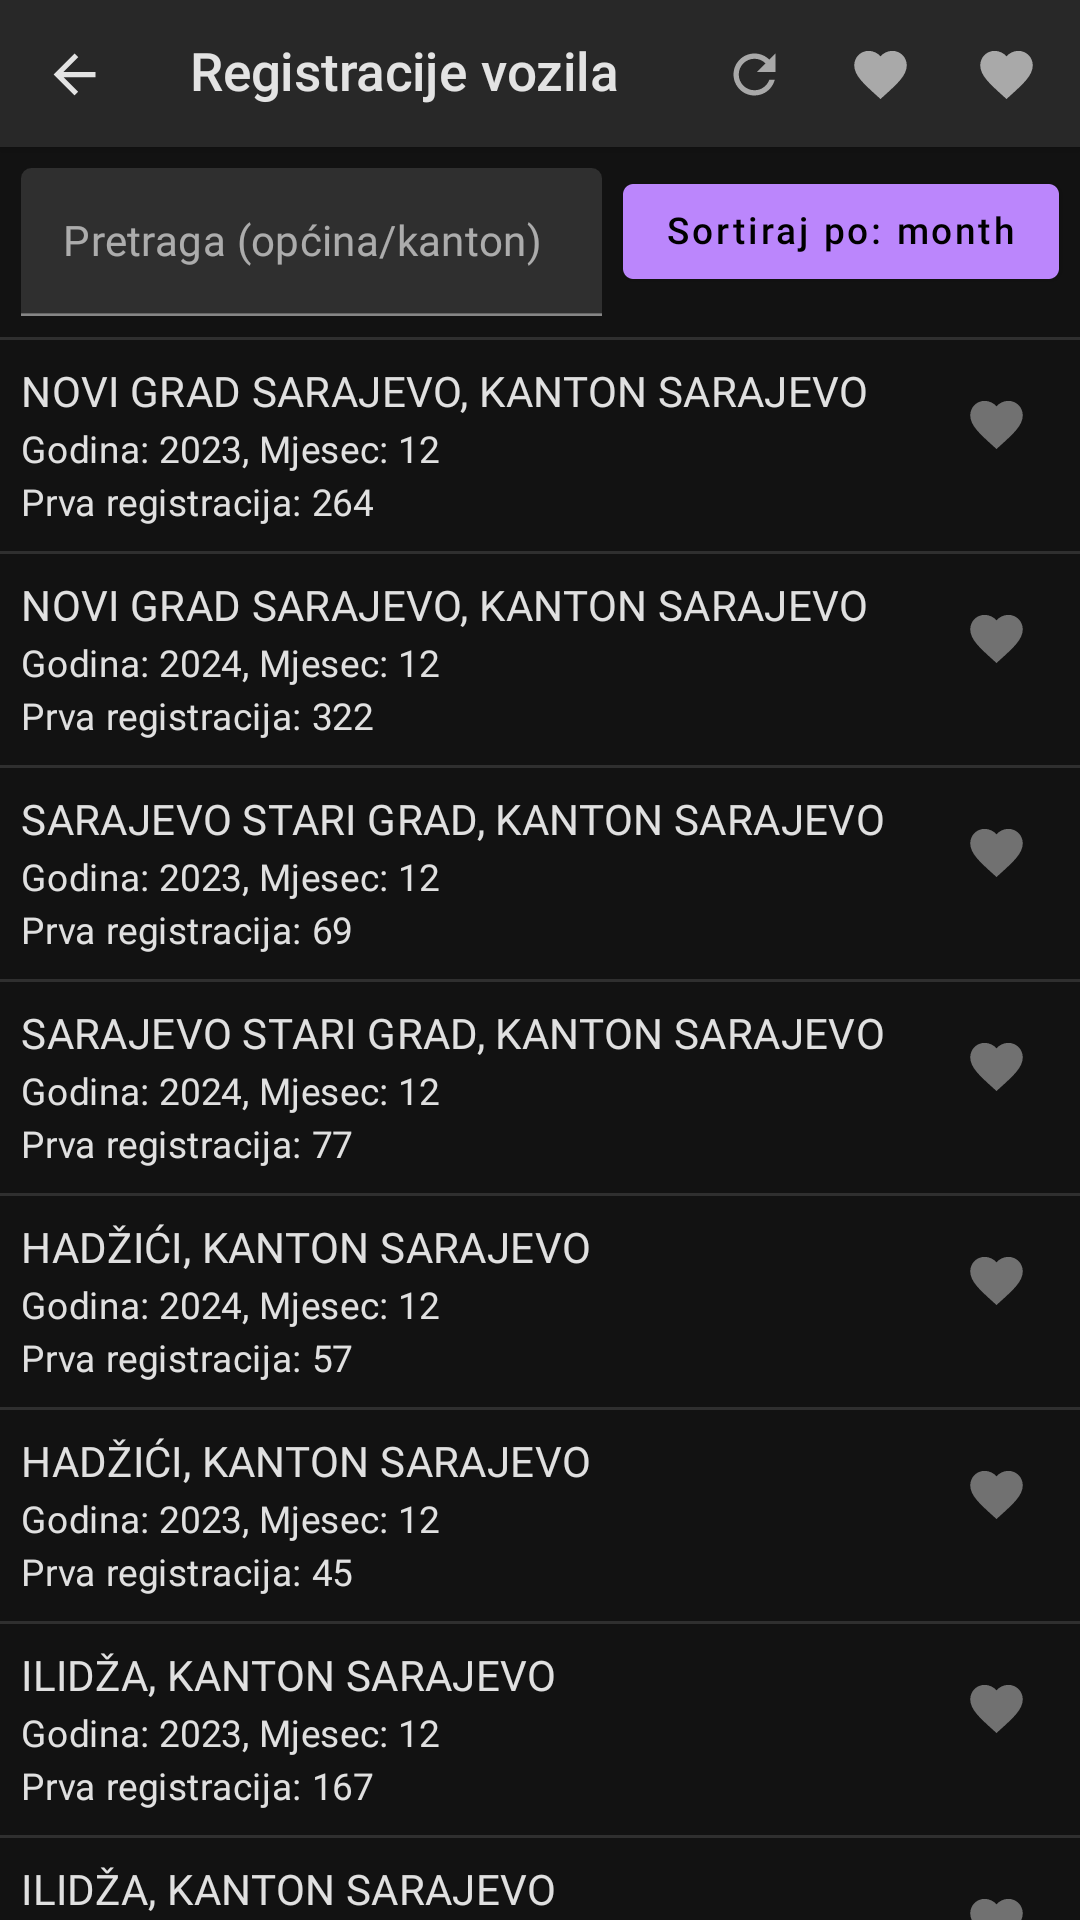 Registracije vozila
Pretraga (općina/kanton)
Sortiraj po: month
NOVI GRAD SARAJEVO, KANTON SARAJEVO
Godina: 2023, Mjesec: 12
Prva registracija: 264
NOVI GRAD SARAJEVO, KANTON SARAJEVO
Godina: 2024, Mjesec: 12
Prva registracija: 322
SARAJEVO STARI GRAD, KANTON SARAJEVO
Godina: 2023, Mjesec: 12
Prva registracija: 69
SARAJEVO STARI GRAD, KANTON SARAJEVO
Godina: 2024, Mjesec: 12
Prva registracija: 77
HADŽIĆI, KANTON SARAJEVO
Godina: 2024, Mjesec: 12
Prva registracija: 57
HADŽIĆI, KANTON SARAJEVO
Godina: 2023, Mjesec: 12
Prva registracija: 45
ILIDŽA, KANTON SARAJEVO
Godina: 2023, Mjesec: 12
Prva registracija: 167
ILIDŽA, KANTON SARAJEVO